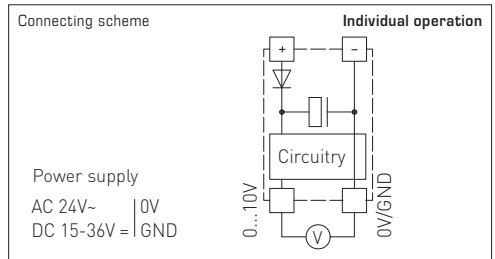 Connecting scheme
Individual operation
+ −
Circuitry
Power supply
AC 24V~ 0V
DC 15-36V = GND
0...10V
0V/GND
V